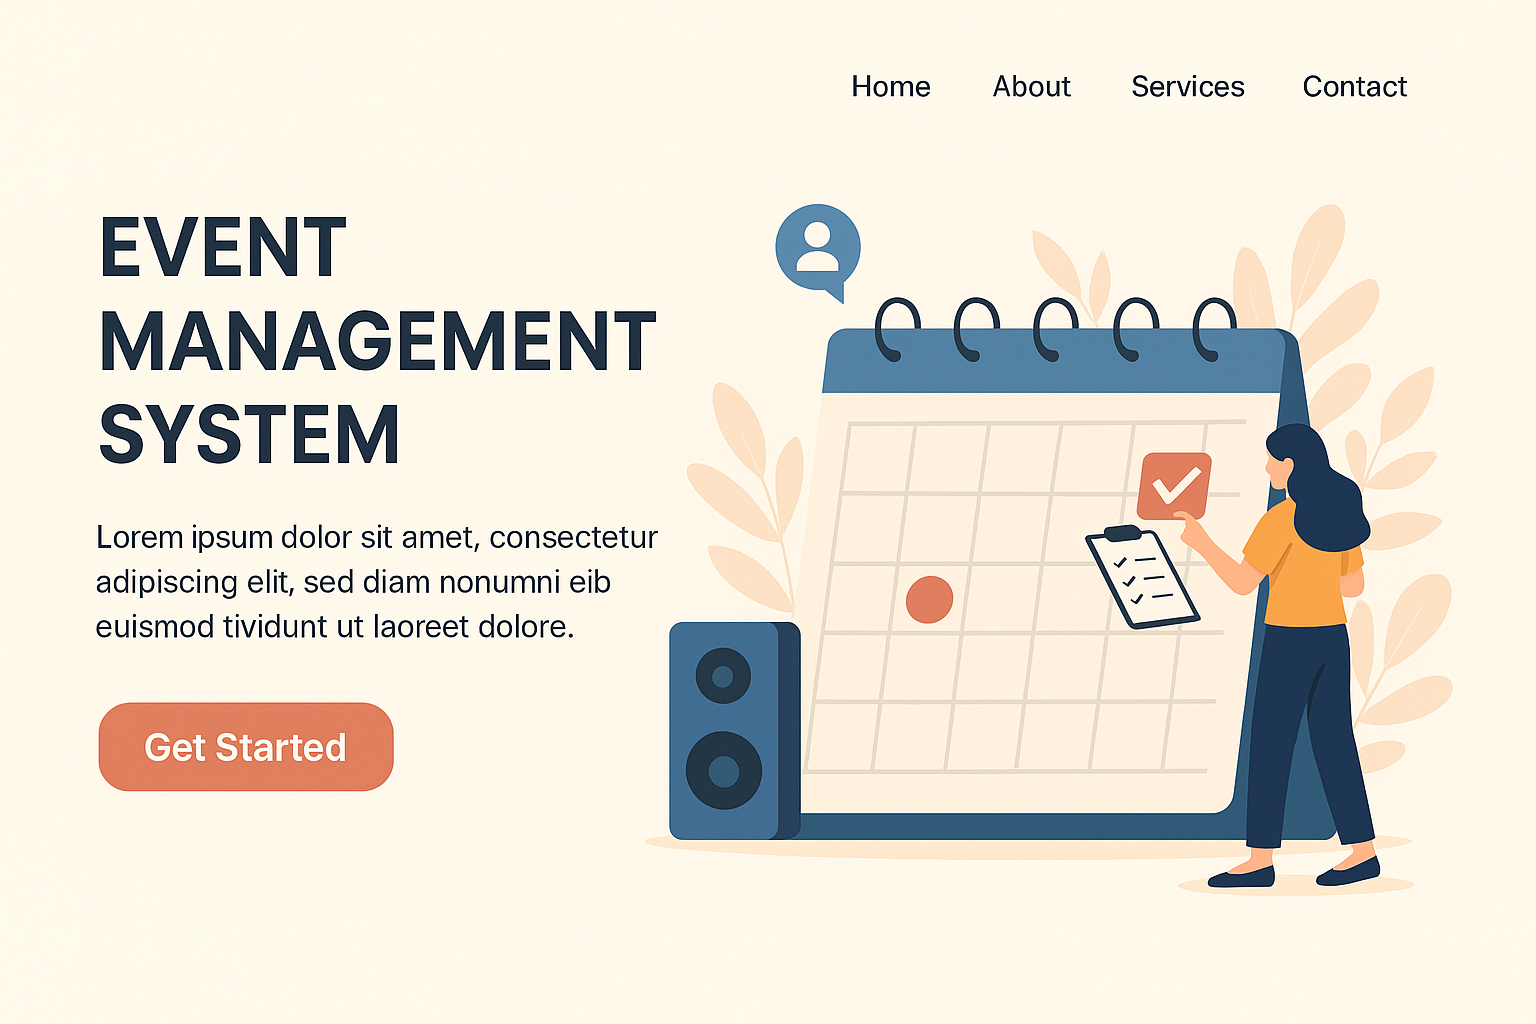 Home About Services Contact
EVENT
MANAGEMENT
SYSTEM
Lorem ipsum dolor sit amet, consectetur
adipiscing elit, sed diam nonumni eib
euismod tividunt ut laoreet dolore.
Get Started